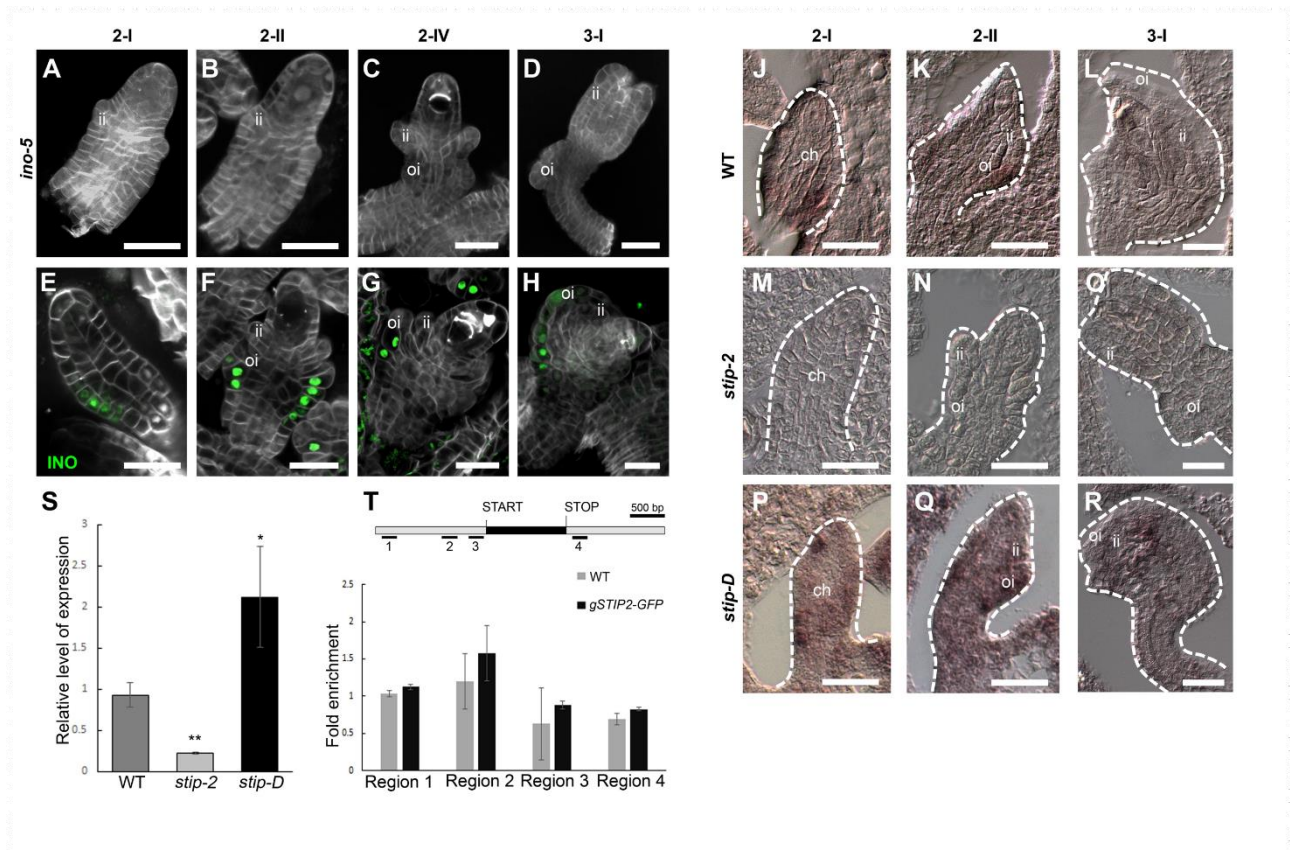 2-I 2-II 2-IV 3-I
ino-5
A ii
B ii
C ii oi
D ii oi
E INO
F ii oi
G oi ii
H oi ii
2-I 2-II 3-I
WT
J ch
K ii oi
L oi ii
stip-2
M ch
N ii oi
O ii oi
stip-D
P ch
Q ii oi
R oi ii
S
Relative level of expression
3
2.5
2
1.5
1
0.5
0
**
*
WT stip-2 stip-D
T
START STOP 500 bp
1 2 3 4
WT
gSTIP2-GFP
Fold enrichment
2.5
2
1.5
1
0.5
0
Region 1 Region 2 Region 3 Region 4